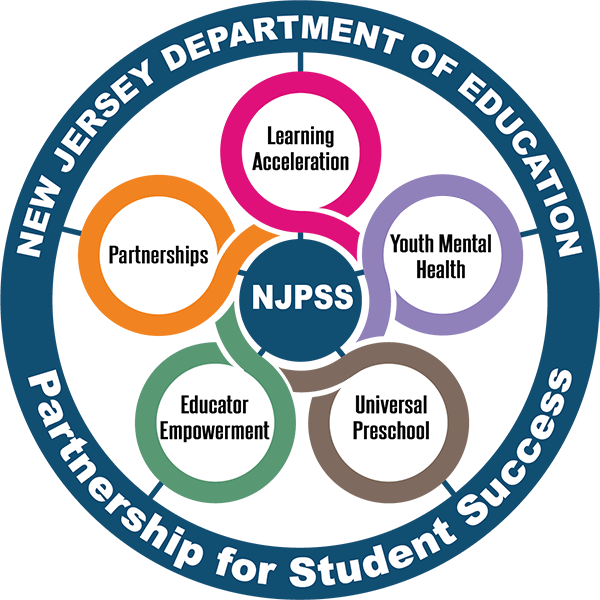 NEW JERSEY DEPARTMENT OF EDUCATION
Learning
Acceleration
Partnerships
Youth Mental
Health
NJPSS
Educator
Empowerment
Universal
Preschool
Partnership for Student Success